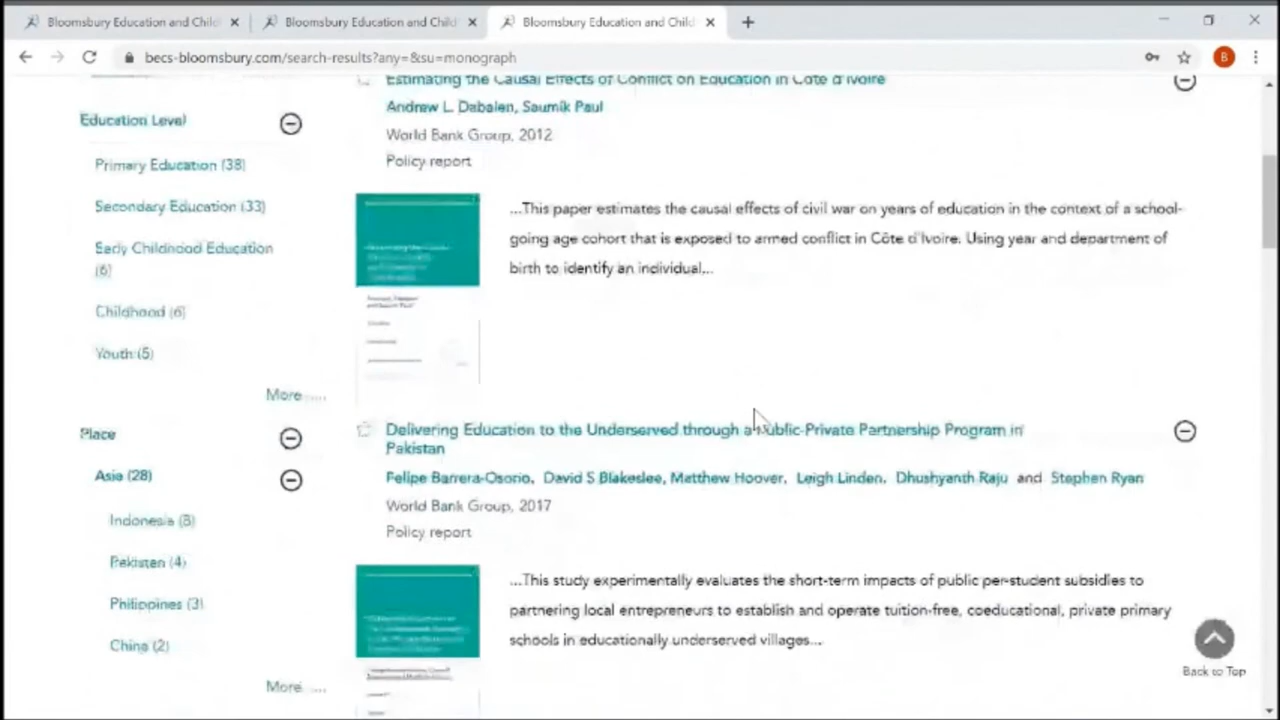 Bloomsbury Education and Child
Bloomsbury Education and Child
Bloomsbury Education and Child
becs-bloomsbury.com/search-results?any=&su=monograph
B
Estimating the Causal Effects of Conflict on Education in Cote d'Ivoire
Andrew L. Dabalen, Saumik Paul
World Bank Group, 2012
Policy report
...This paper estimates the causal effects of civil war on years of education in the context of a school-
going age cohort that is exposed to armed conflict in Côte d'Ivoire. Using year and department of
birth to identify an individual...
Education Level
Primary Education (38)
Secondary Education (33)
Early Childhood Education
(6)
Childhood (6)
Youth (5)
More .....
Place
Asia (28)
Indonesia (8)
Pakistan (4)
Philippines (3)
China (2)
More .....
Delivering Education to the Underserved through a Public-Private Partnership Program in
Pakistan
Felipe Barrera-Osorio, David S Blakeslee, Matthew Hoover, Leigh Linden, Dhushyanth Raju and Stephen Ryan
World Bank Group, 2017
Policy report
...This study experimentally evaluates the short-term impacts of public per-student subsidies to
partnering local entrepreneurs to establish and operate tuition-free, coeducational, private primary
schools in educationally underserved villages...
Back to Top